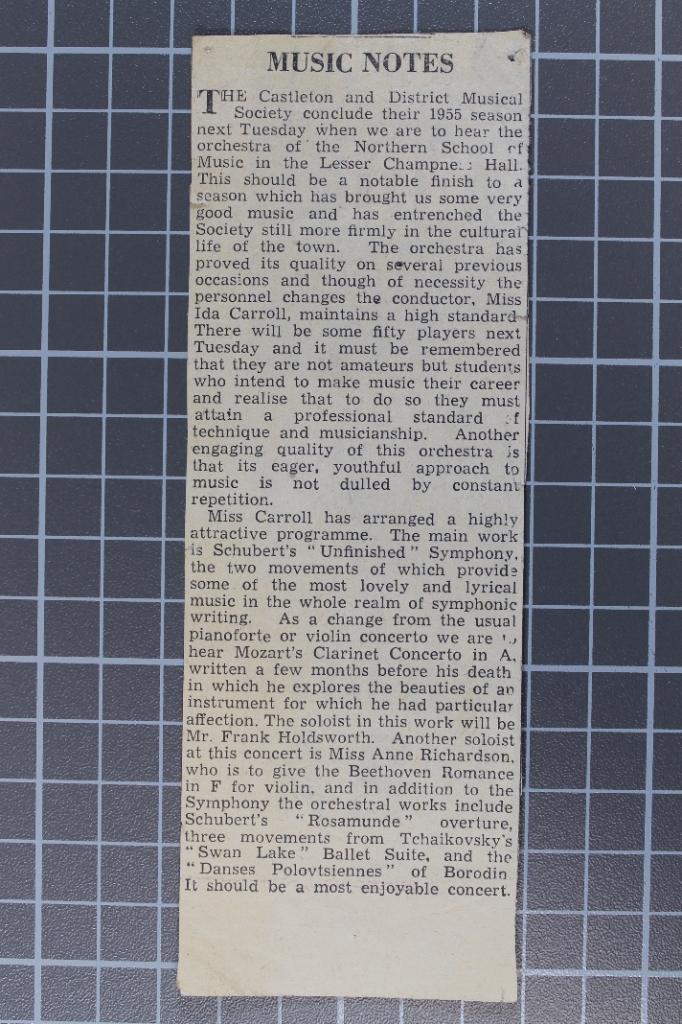 MUSIC NOTES
THE Castleton and District Musical
Society conclude their 1955 season
next Tuesday when we are to hear the
orchestra of the Northern School of
Music in the Lesser Hall.
This should be a notable finish to a
season which has brought us some very
good music and has entrenched the
Society still more firmly in the cultural
life of the town. The orchestra has
proved its quality on several previous
occasions and though of necessity the
personnel changes the conductor, Miss
Ida Carroll, maintains a high standard
There will be some fifty players next
Tuesday and it must be remembered
that they are not amateurs but students
who intend to make music their career
and realise that to do so they must
attain a professional standard of
technique and musicianship. Another
engaging quality of this orchestra is
that its eager, youthful approach to
music is not dulled by constant
repetition.
Miss Carroll has arranged a highly
attractive programme. The main work
is Schubert's "Unfinished" Symphony,
the two movements of which provide
some of the most lovely and lyrical
music in the whole realm of symphonic
writing. As a change from the usual
pianoforte or violin concerto we are to
hear Mozart's Clarinet Concerto in A,
written a few months before his death
in which he explores the beauties of an
instrument for which he had particular
affection. The soloist in this work will be
Mr. Frank Holdsworth. Another soloist
at this concert is Miss Anne Richardson,
who is to give the Beethoven Romance
in F for violin, and in addition to the
Symphony the orchestral works include
Schubert's "Rosamunde" overture,
three movements from Tchaikovsky's
"Swan Lake" Ballet Suite, and the
"Danses Polovtsiennes" of Borodin
It should be a most enjoyable concert.